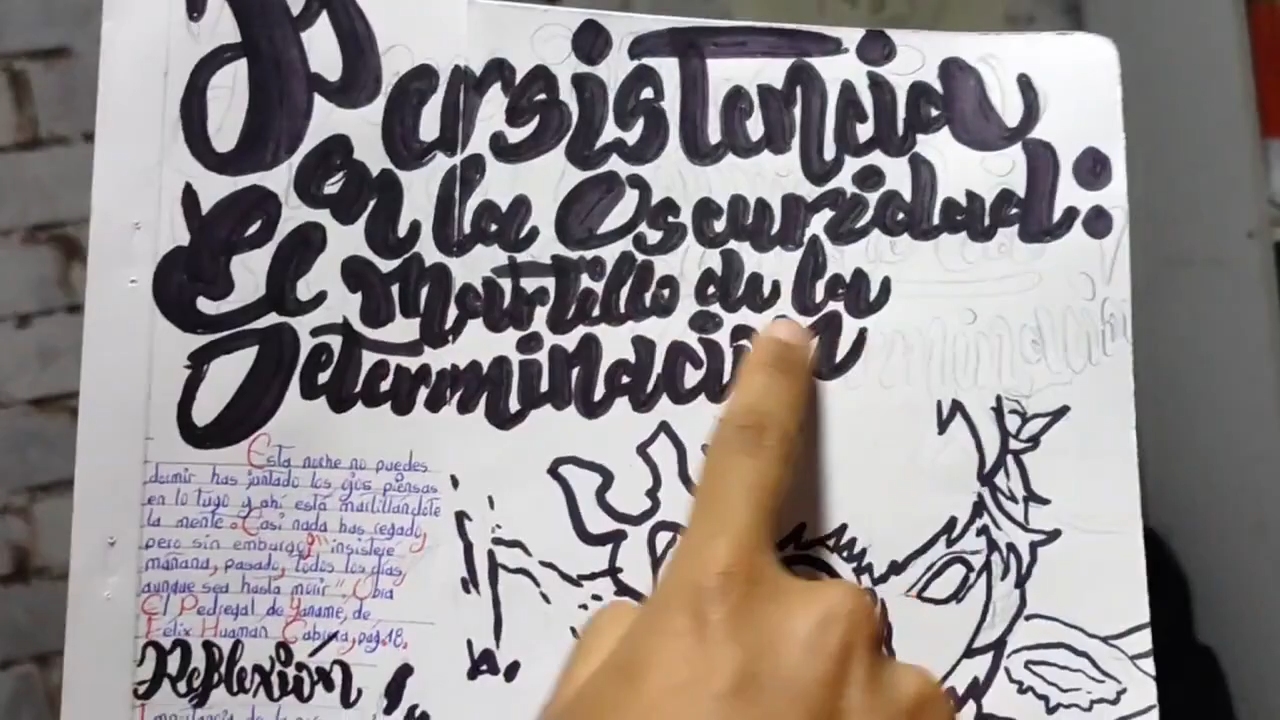 Persistencia
en la Oscuridad:
El Martillo de la
Determinación
Esta noche no puedes
dormir has juntado los ojos piensas
en lo tuyo y ahí está martillándote
la mente. Casi nada has regado,
pero sin embargo, "insisteré
mañana, pasado, todos los días,
aunque sea hasta morir". Obra
El Pedregal de Yaname, de
Felix Huaman Cabrera, pag.18.
Reflexión